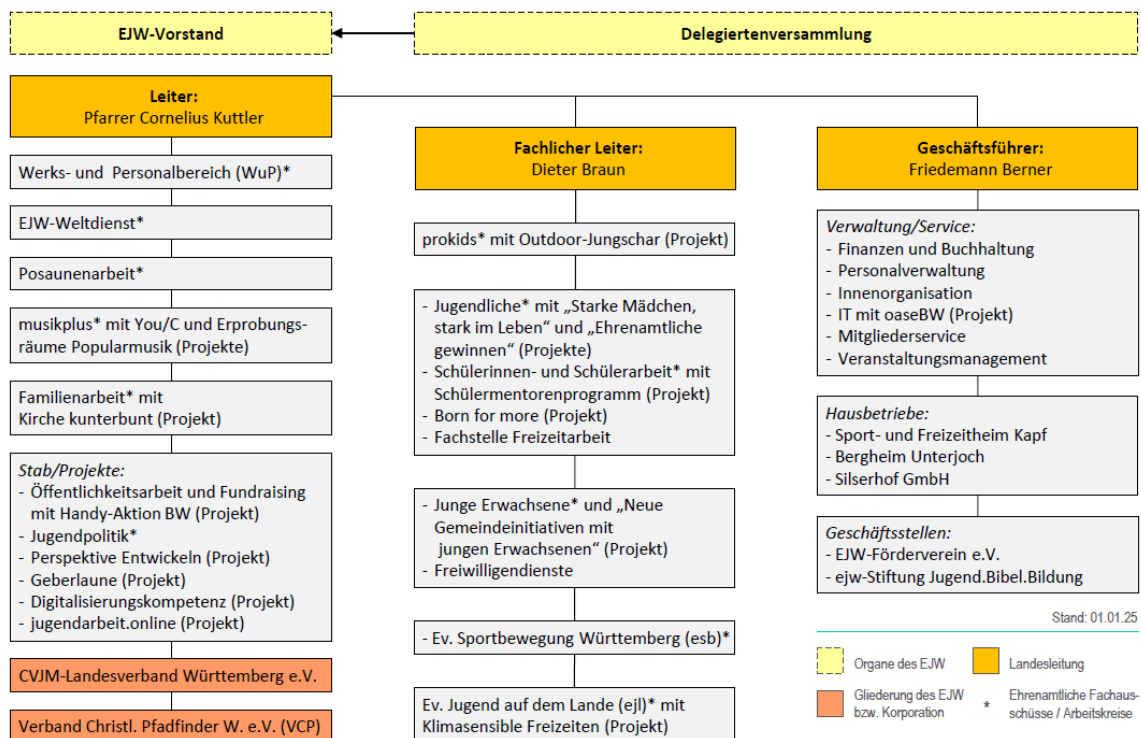 EJW-Vorstand
Delegiertenversammlung
Leiter:
Pfarrer Cornelius Kuttler
Werks- und Personalbereich (WuP)*
EJW-Weltdienst*
Posaunenarbeit*
musikplus* mit You/C und Erprobungs-
räume Popularmusik (Projekte)
Familienarbeit* mit
Kirche kunterbunt (Projekt)
Stab/Projekte:
- Öffentlichkeitsarbeit und Fundraising
mit Handy-Aktion BW (Projekt)
- Jugendpolitik*
- Perspektive Entwickeln (Projekt)
- Geberlaune (Projekt)
- Digitalisierungskompetenz (Projekt)
- jugendarbeit.online (Projekt)
CVJM-Landesverband Württemberg e.V.
Verband Christl. Pfadfinder W. e.V. (VCP)
Fachlicher Leiter:
Dieter Braun
prokids* mit Outdoor-Jungschar (Projekt)
- Jugendliche* mit „Starke Mädchen,
stark im Leben“ und „Ehrenamtliche
gewinnen“ (Projekte)
- Schülerinnen- und Schülerarbeit* mit
Schülermentorenprogramm (Projekt)
- Born for more (Projekt)
- Fachstelle Freizeitarbeit
- Junge Erwachsene* und „Neue
Gemeindeinitiativen mit
jungen Erwachsenen“ (Projekt)
- Freiwilligendienste
- Ev. Sportbewegung Württemberg (esb)*
Ev. Jugend auf dem Lande (ejl)* mit
Klimasensible Freizeiten (Projekt)
Geschäftsführer:
Friedemann Berner
Verwaltung/Service:
- Finanzen und Buchhaltung
- Personalverwaltung
- Innenorganisation
- IT mit oaseBW (Projekt)
- Mitgliederservice
- Veranstaltungsmanagement
Hausbetriebe:
- Sport- und Freizeitheim Kapf
- Bergheim Unterjoch
- Silserhof GmbH
Geschäftsstellen:
- EJW-Förderverein e.V.
- ejw-Stiftung Jugend.Bibel.Bildung
Stand: 01.01.25
Organe des EJW
Landesleitung
Gliederung des EJW
bzw. Korporation
* Ehrenamtliche Fachaus-
schüsse / Arbeitskreise